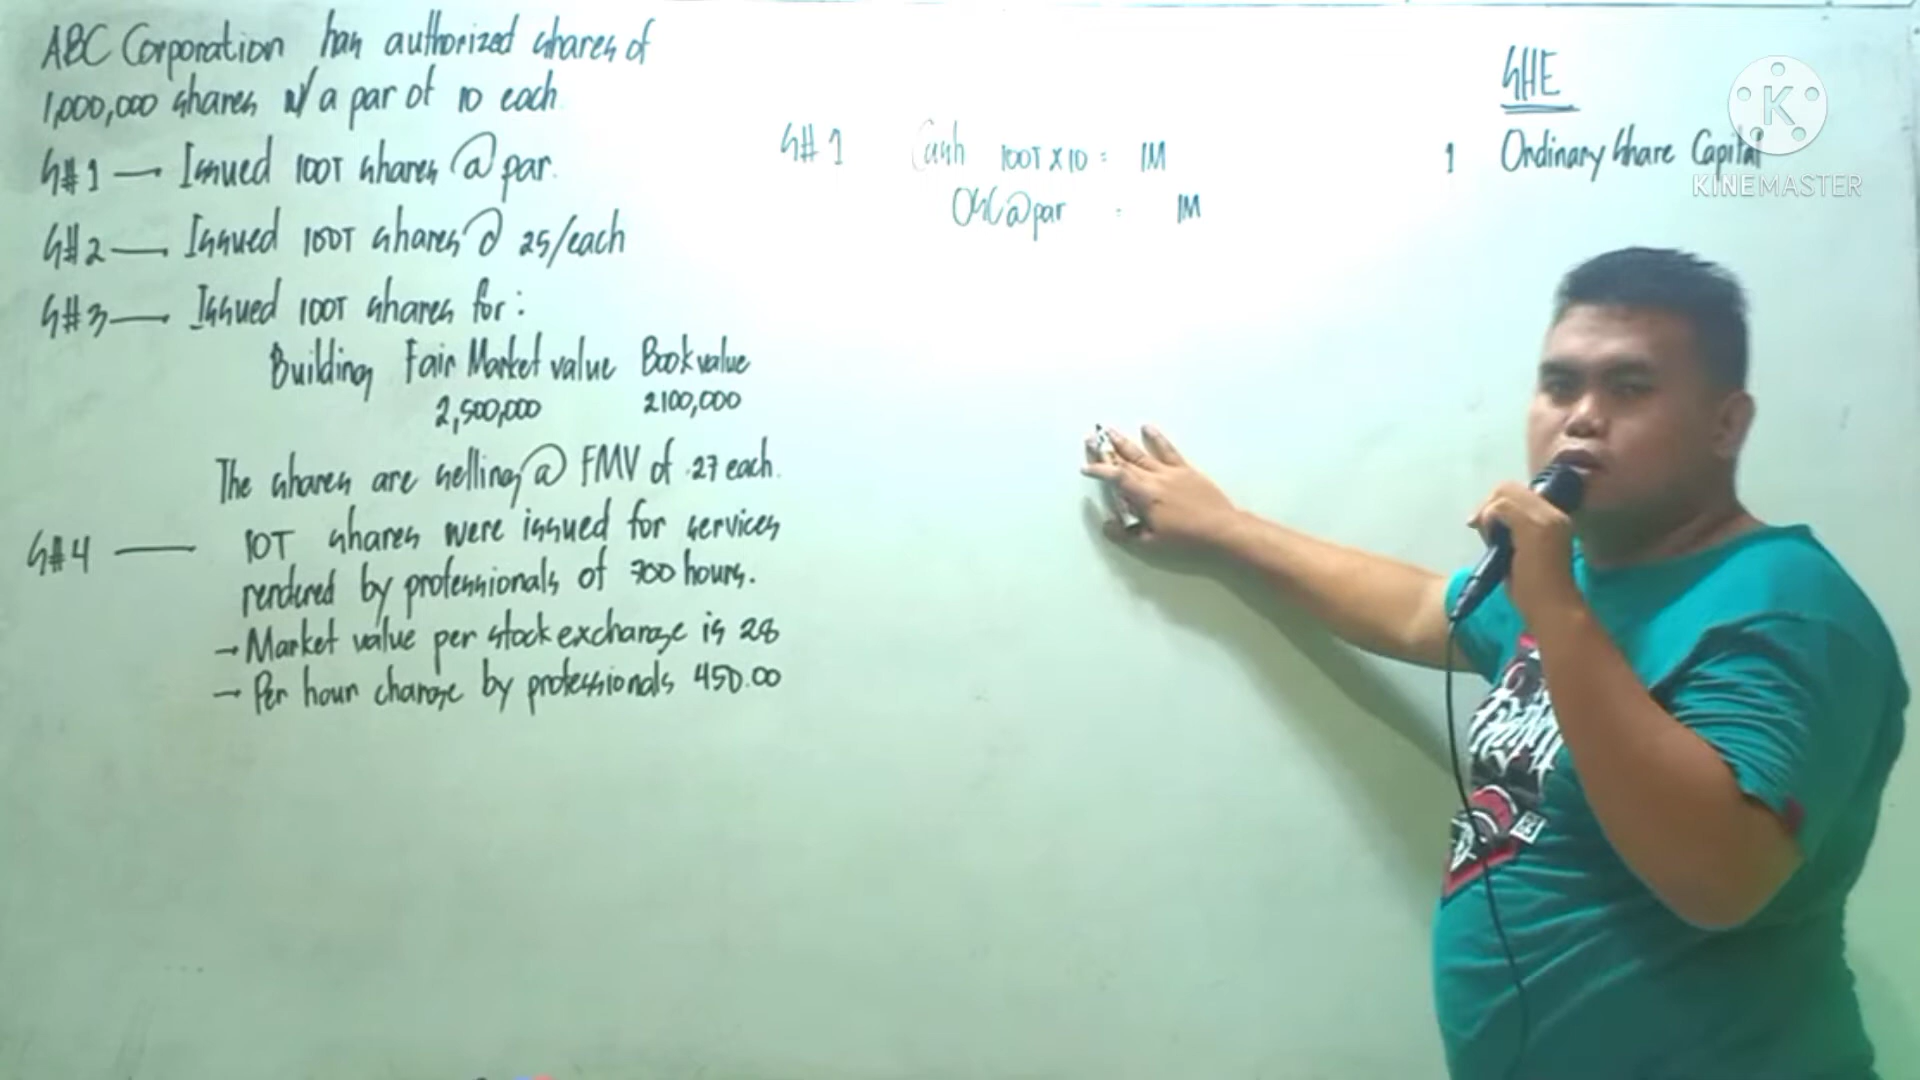 ABC Corporation has authorized shares of
1,000,000 shares w/ a par of 10 each
S#1 — Issued 100T shares @ par.
S#2 — Issued 100T shares @ 25/each
S#3 — Issued 100T shares for:
Building Fair Market value Book value
2,500,000 2100,000
The shares are selling @ FMV of 27 each.
S#4 — 10T shares were issued for services
rendered by professionals of 700 hours.
→ Market value per stock exchange is 28
→ Per hour charge by professionals 450.00
S#1 Cash 100T x 10 = 1M
OSC @ par = 1M
SHE
1 Ordinary Share Capital
K
KINEMASTER